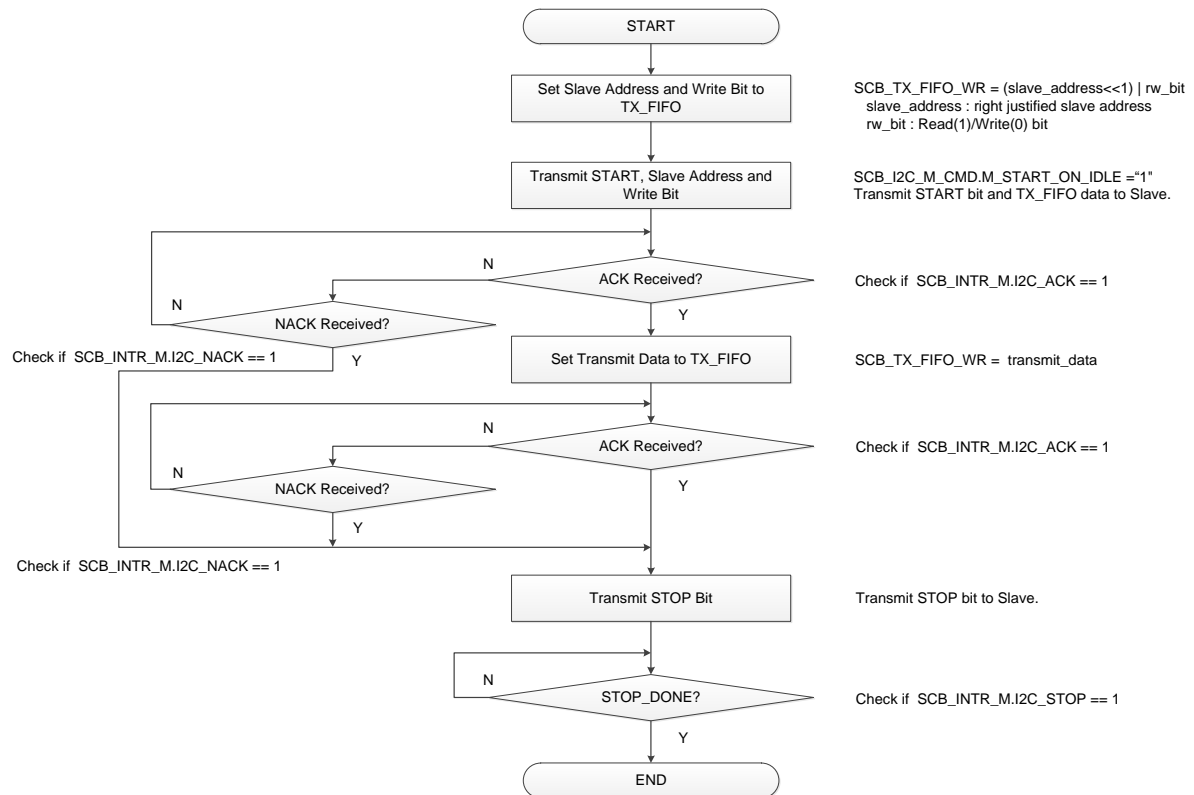 START
Set Slave Address and Write Bit to
TX_FIFO
SCB_TX_FIFO_WR = (slave_address<<1) | rw_bit
slave_address : right justified slave address
rw_bit : Read(1)/Write(0) bit
Transmit START, Slave Address and
Write Bit
SCB_I2C_M_CMD.M_START_ON_IDLE =“1"
Transmit START bit and TX_FIFO data to Slave.
N
ACK Received?
Check if SCB_INTR_M.I2C_ACK == 1
N
Y
NACK Received?
Check if SCB_INTR_M.I2C_NACK == 1
Y
Set Transmit Data to TX_FIFO
SCB_TX_FIFO_WR = transmit_data
N
ACK Received?
Check if SCB_INTR_M.I2C_ACK == 1
N
Y
NACK Received?
Y
Check if SCB_INTR_M.I2C_NACK == 1
Transmit STOP Bit
Transmit STOP bit to Slave.
N
STOP_DONE?
Check if SCB_INTR_M.I2C_STOP == 1
Y
END